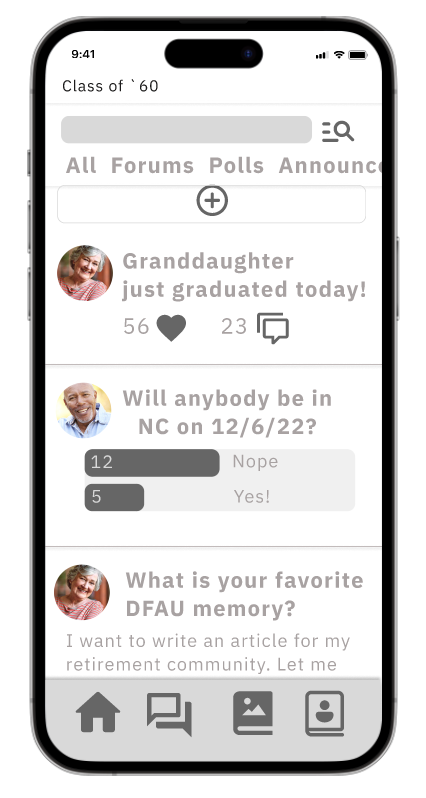 9:41
Class of `60
All Forums Polls Announc
Granddaughter
just graduated today!
56 23
Will anybody be in
NC on 12/6/22?
12 Nope
5 Yes!
What is your favorite
DFAU memory?
I want to write an article for my
retirement community. Let me